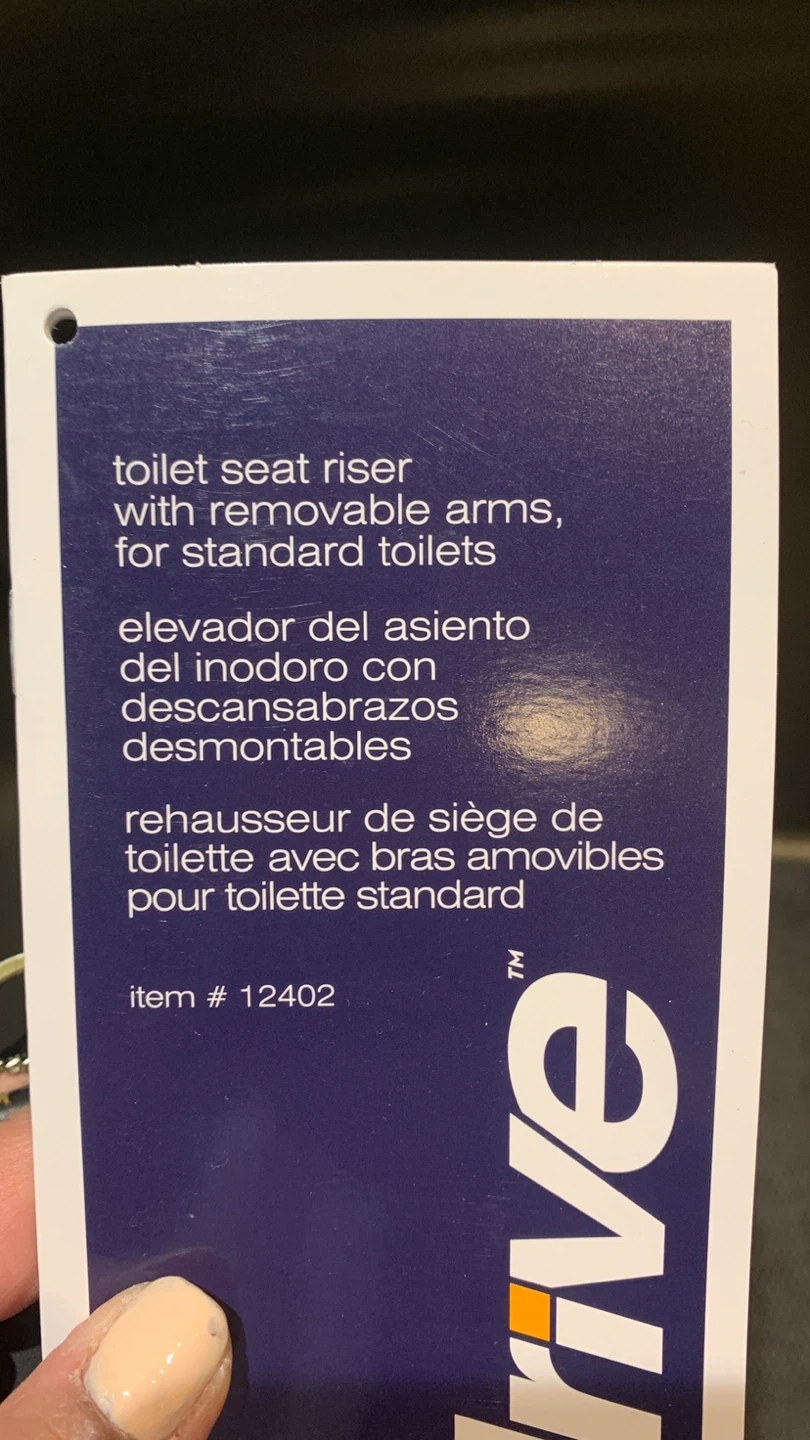 toilet seat riser
with removable arms,
for standard toilets
elevador del asiento
del inodoro con
descansabrazos
desmontables
rehausseur de siège de
toilette avec bras amovibles
pour toilette standard
item # 12402
drive™